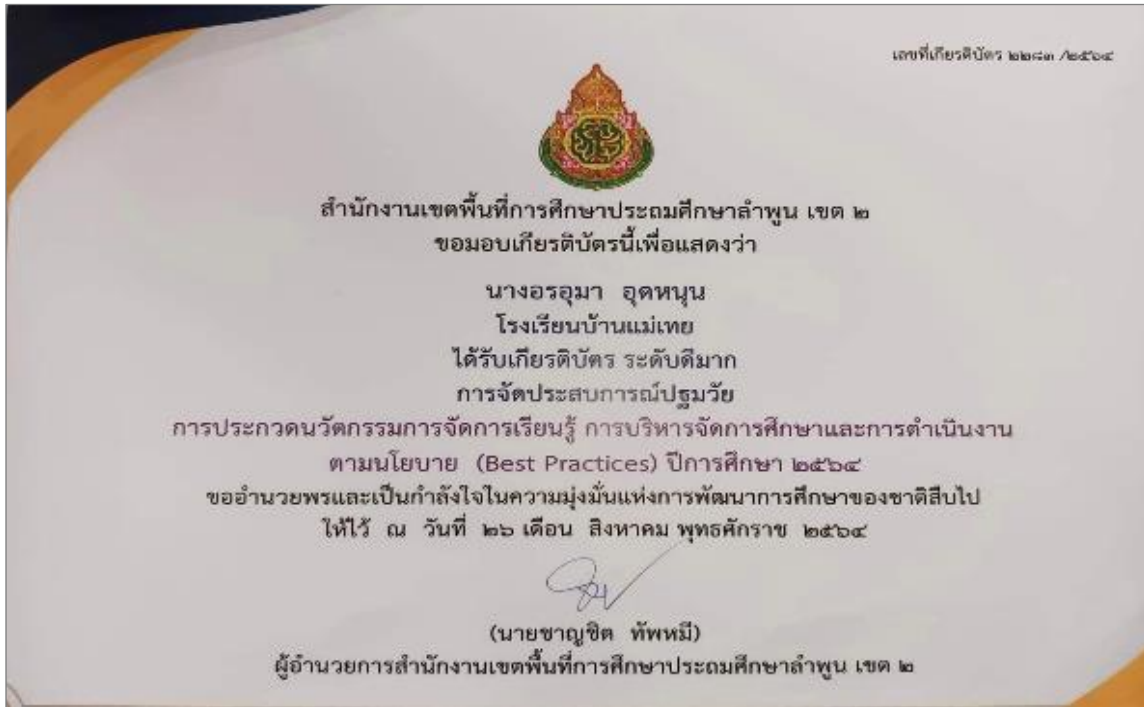 เลขที่เกียรติบัตร ๒๒๘๓ /๒๕๖๔
สำนักงานเขตพื้นที่การศึกษาประถมศึกษาลำพูน เขต ๒
ขอมอบเกียรติบัตรนี้เพื่อแสดงว่า
นางอรอุมา อุดหนุน
โรงเรียนบ้านแม่เทย
ได้รับเกียรติบัตร ระดับดีมาก
การจัดประสบการณ์ปฐมวัย
การประกวดนวัตกรรมการจัดการเรียนรู้ การบริหารจัดการศึกษาและการดำเนินงาน
ตามนโยบาย (Best Practices) ปีการศึกษา ๒๕๖๔
ขออำนวยพรและเป็นกำลังใจในความมุ่งมั่นแห่งการพัฒนาการศึกษาของชาติสืบไป
ให้ไว้ ณ วันที่ ๒๖ เดือน สิงหาคม พุทธศักราช ๒๕๖๔
(นายชาญชิต ทัพหมี)
ผู้อำนวยการสำนักงานเขตพื้นที่การศึกษาประถมศึกษาลำพูน เขต ๒